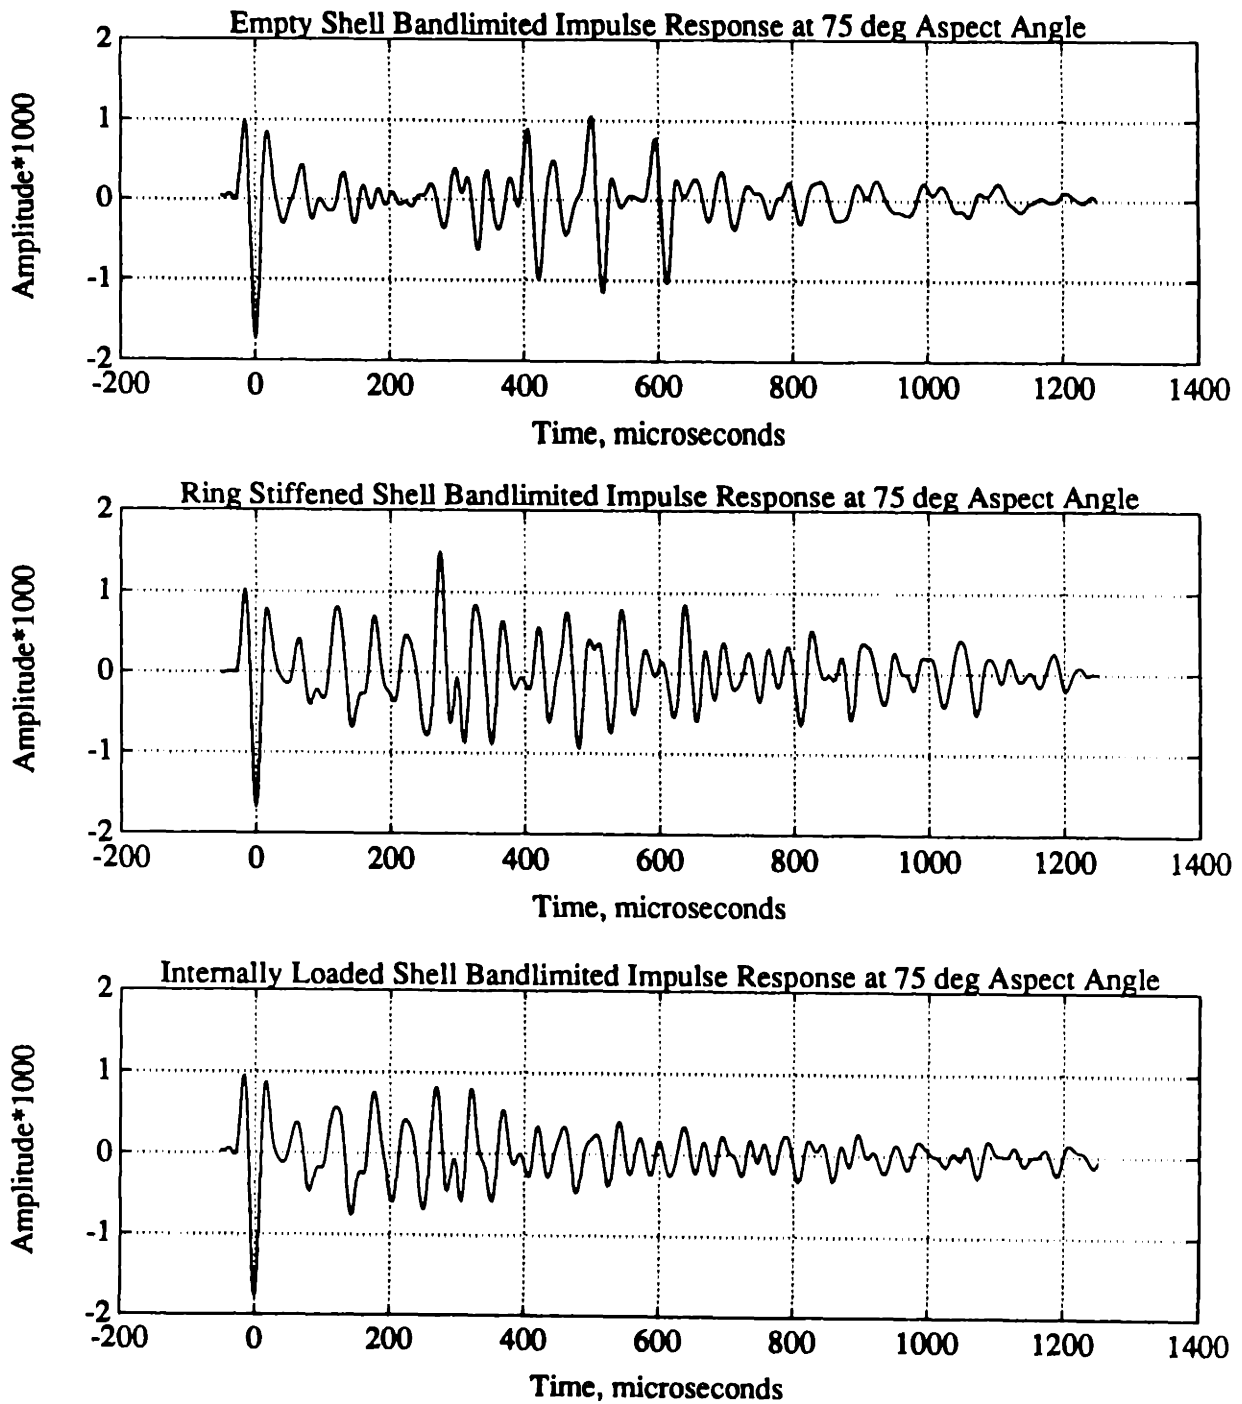 Empty Shell Bandlimited Impulse Response at 75 deg Aspect Angle
2
1
0
-1
-2
Amplitude*1000
-200 0 200 400 600 800 1000 1200 1400
Time, microseconds
Ring Stiffened Shell Bandlimited Impulse Response at 75 deg Aspect Angle
2
1
0
-1
-2
Amplitude*1000
-200 0 200 400 600 800 1000 1200 1400
Time, microseconds
Internally Loaded Shell Bandlimited Impulse Response at 75 deg Aspect Angle
2
1
0
-1
-2
Amplitude*1000
-200 0 200 400 600 800 1000 1200 1400
Time, microseconds